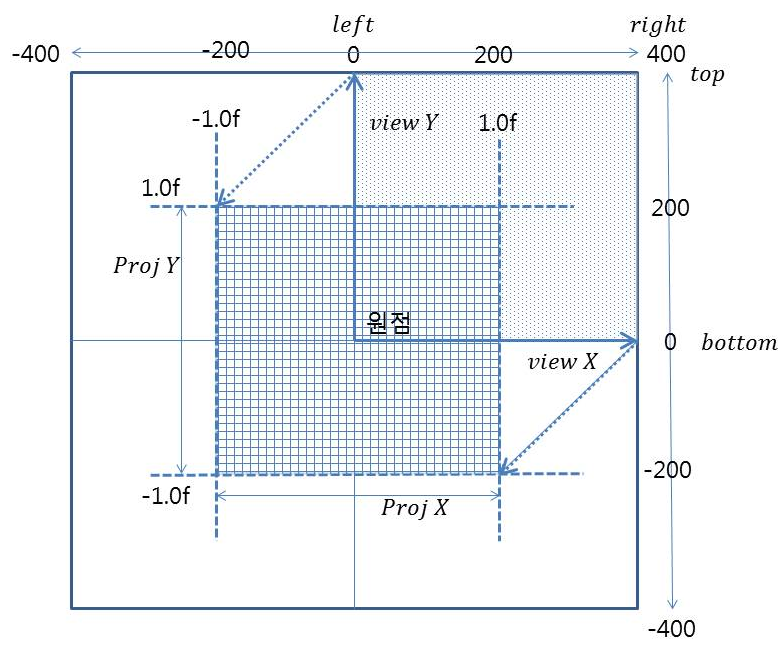 left
right
-400
-200
0
200
400
top
-1.0f
view Y
1.0f
1.0f
200
Proj Y
원점
0
bottom
view X
-200
-1.0f
Proj X
-400